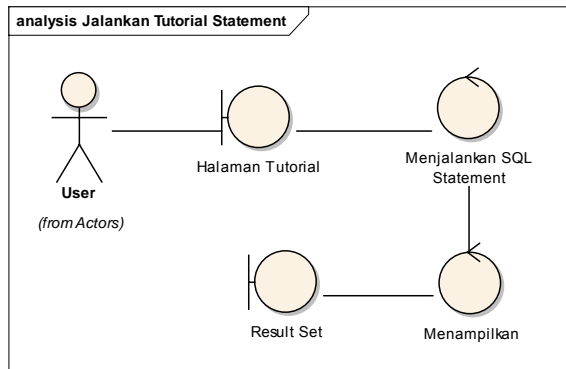 analysis Jalankan Tutorial Statement
User
(from Actors)
Halaman Tutorial
Menjalankan SQL
Statement
Result Set
Menampilkan